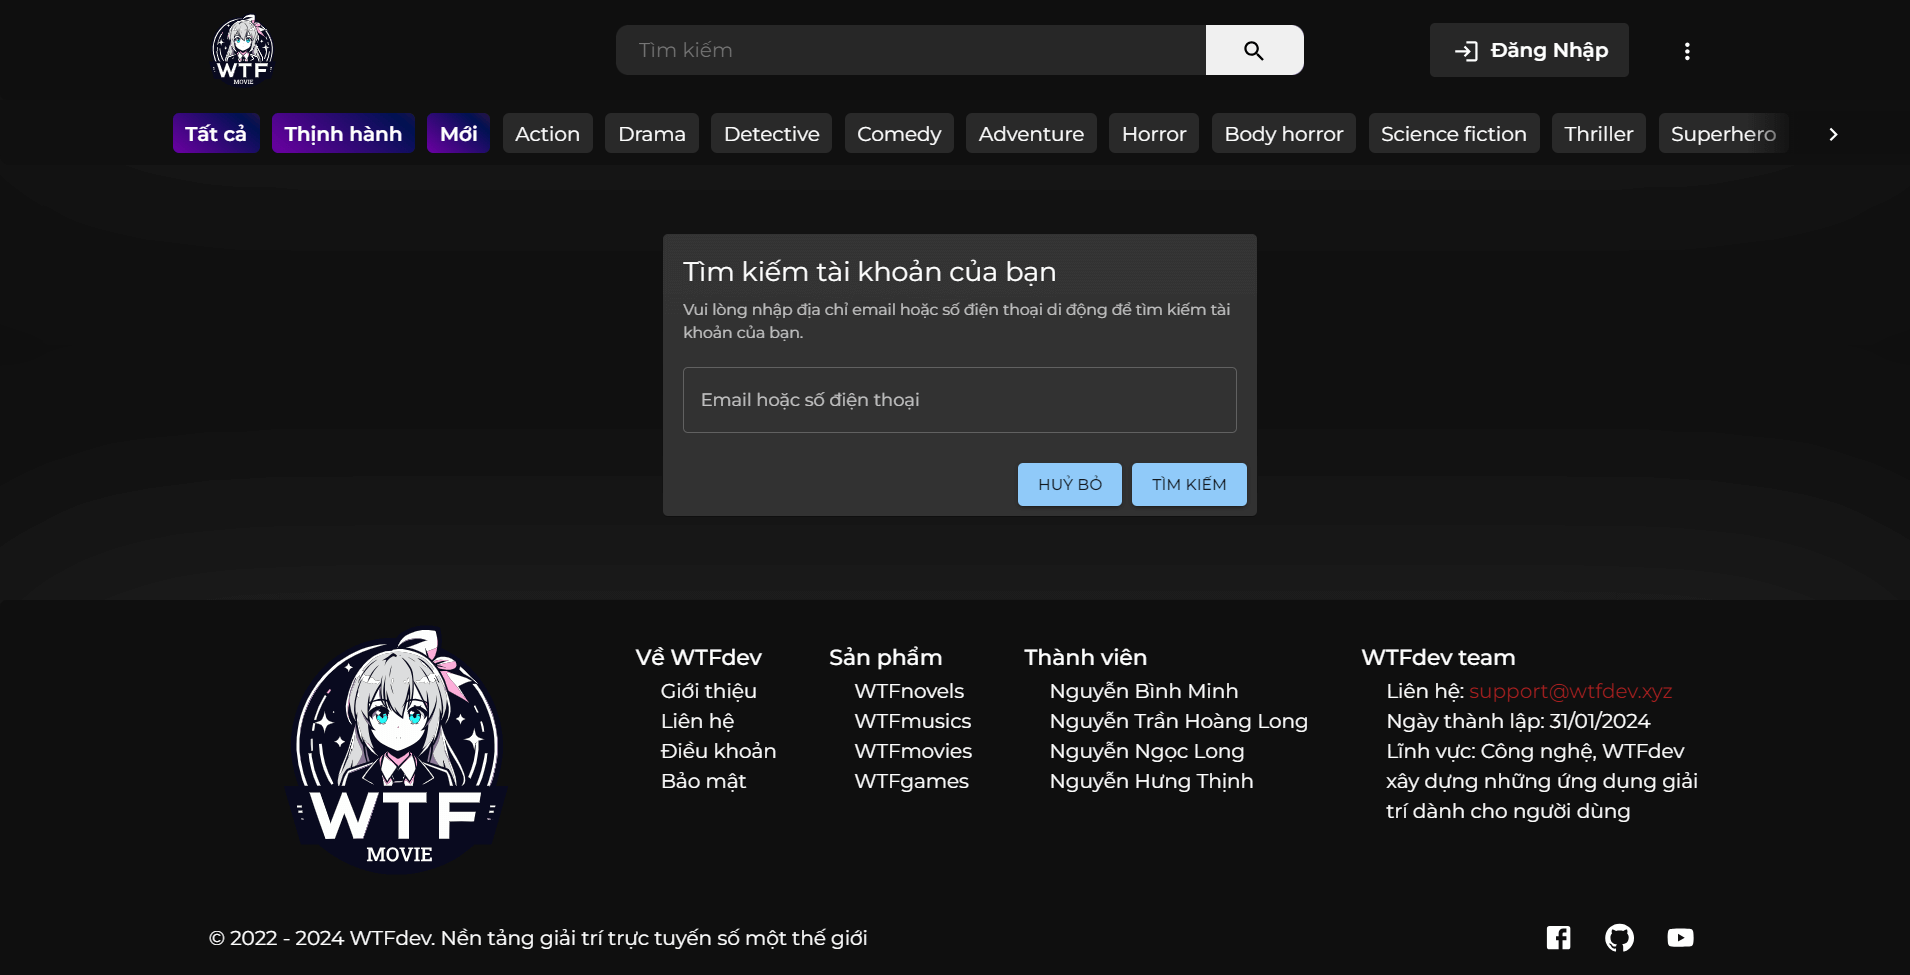 WTF
MOVIE
Tìm kiếm
Đăng Nhập
Tất cả
Thịnh hành
Mới
Action
Drama
Detective
Comedy
Adventure
Horror
Body horror
Science fiction
Thriller
Superhero
Tìm kiếm tài khoản của bạn
Vui lòng nhập địa chỉ email hoặc số điện thoại di động để tìm kiếm tài
khoản của bạn.
Email hoặc số điện thoại
HUỶ BỎ
TÌM KIẾM
WTF
MOVIE
Về WTFdev
Giới thiệu
Liên hệ
Điều khoản
Bảo mật
Sản phẩm
WTFnovels
WTFmusics
WTFmovies
WTFgames
Thành viên
Nguyễn Bình Minh
Nguyễn Trần Hoàng Long
Nguyễn Ngọc Long
Nguyễn Hưng Thịnh
WTFdev team
Liên hệ: support@wtfdev.xyz
Ngày thành lập: 31/01/2024
Lĩnh vực: Công nghệ, WTFdev
xây dựng những ứng dụng giải
trí dành cho người dùng
© 2022 - 2024 WTFdev. Nền tảng giải trí trực tuyến số một thế giới